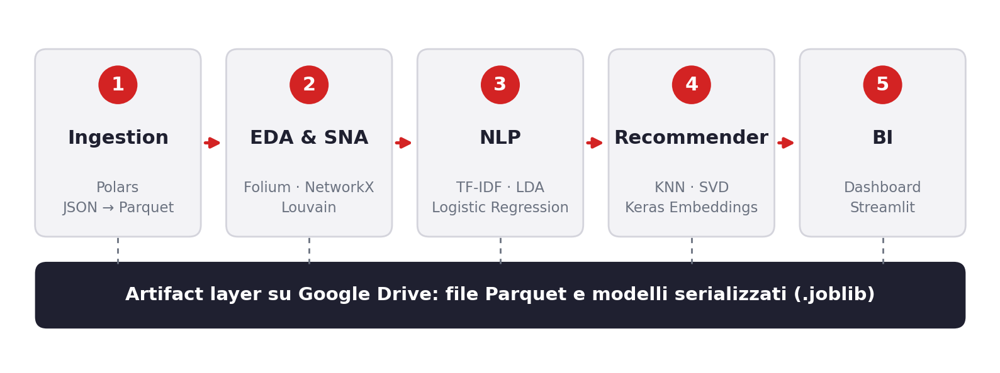 1
Ingestion
Polars
JSON → Parquet
2
EDA & SNA
Folium · NetworkX
Louvain
3
NLP
TF-IDF · LDA
Logistic Regression
4
Recommender
KNN · SVD
Keras Embeddings
5
BI
Dashboard
Streamlit
Artifact layer su Google Drive: file Parquet e modelli serializzati (.joblib)